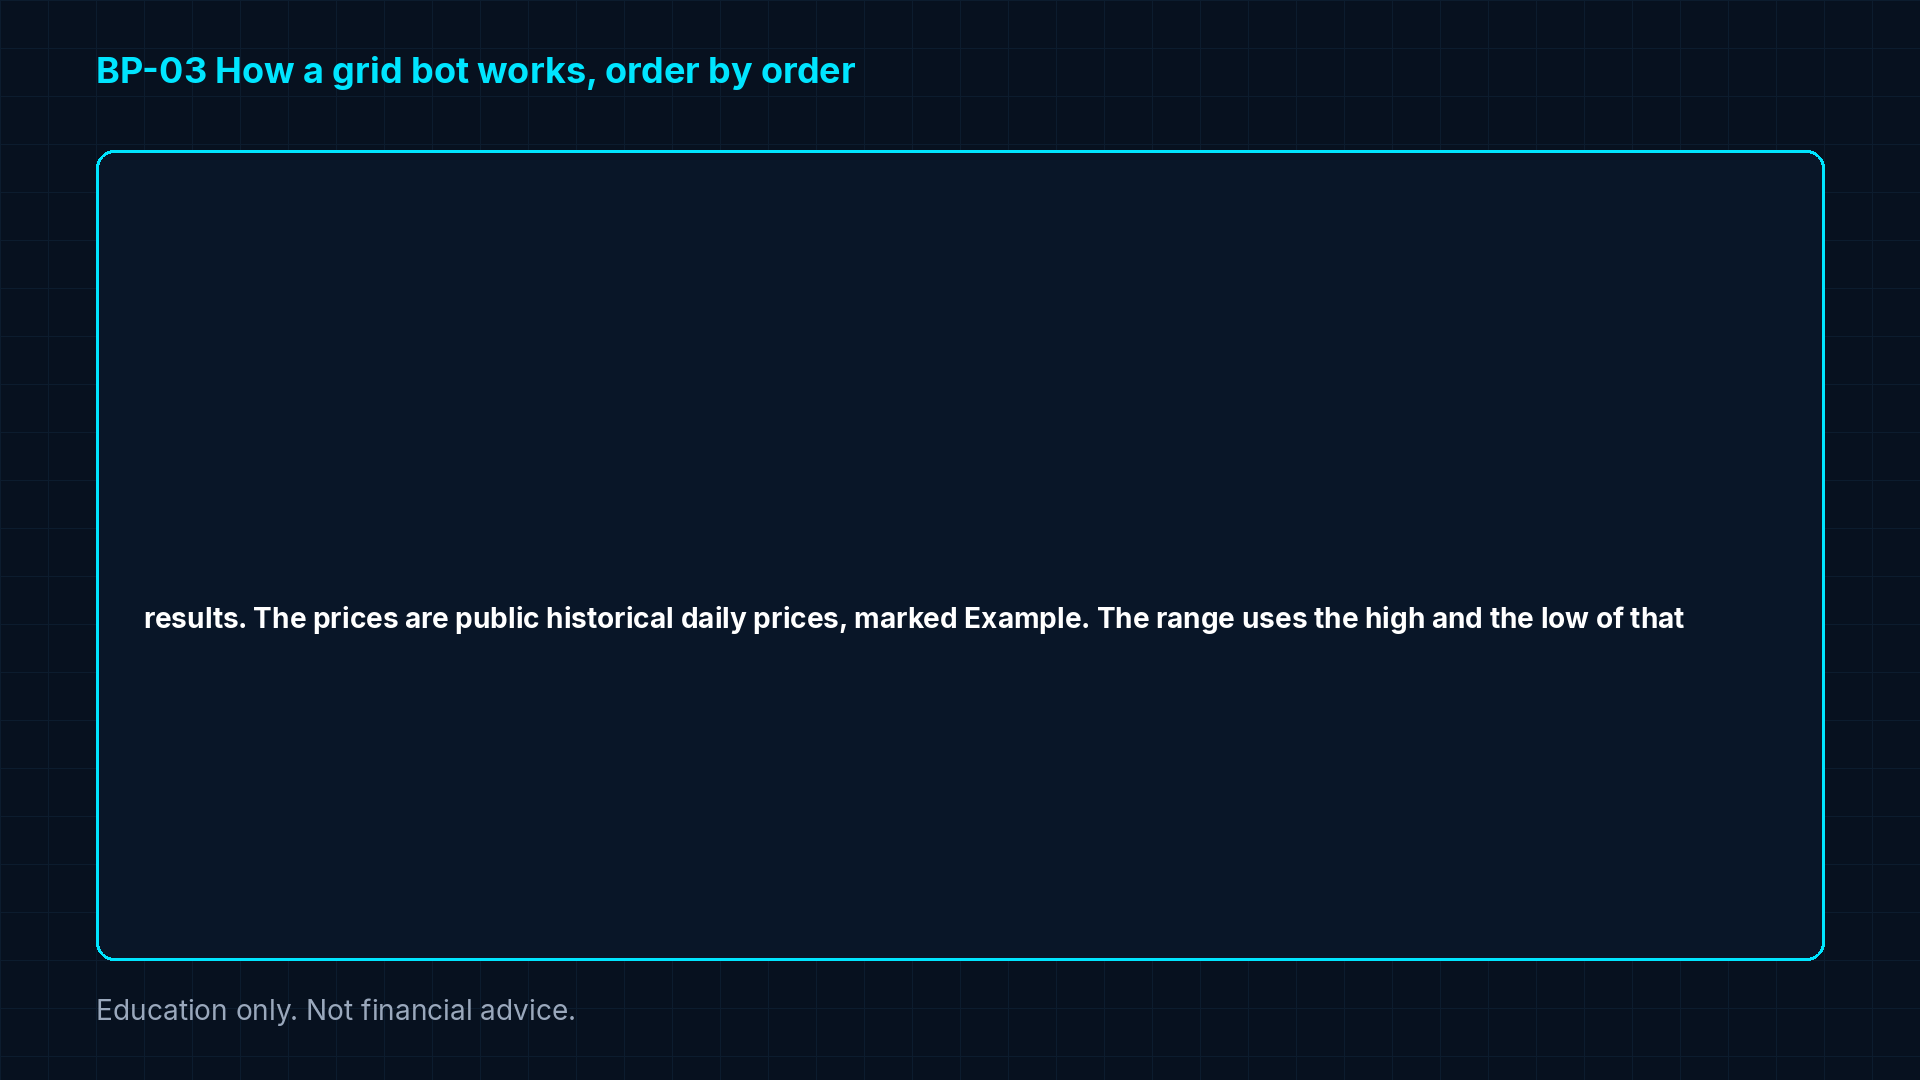 BP-03 How a grid bot works, order by order
results. The prices are public historical daily prices, marked Example. The range uses the high and the low of that
Education only. Not financial advice.